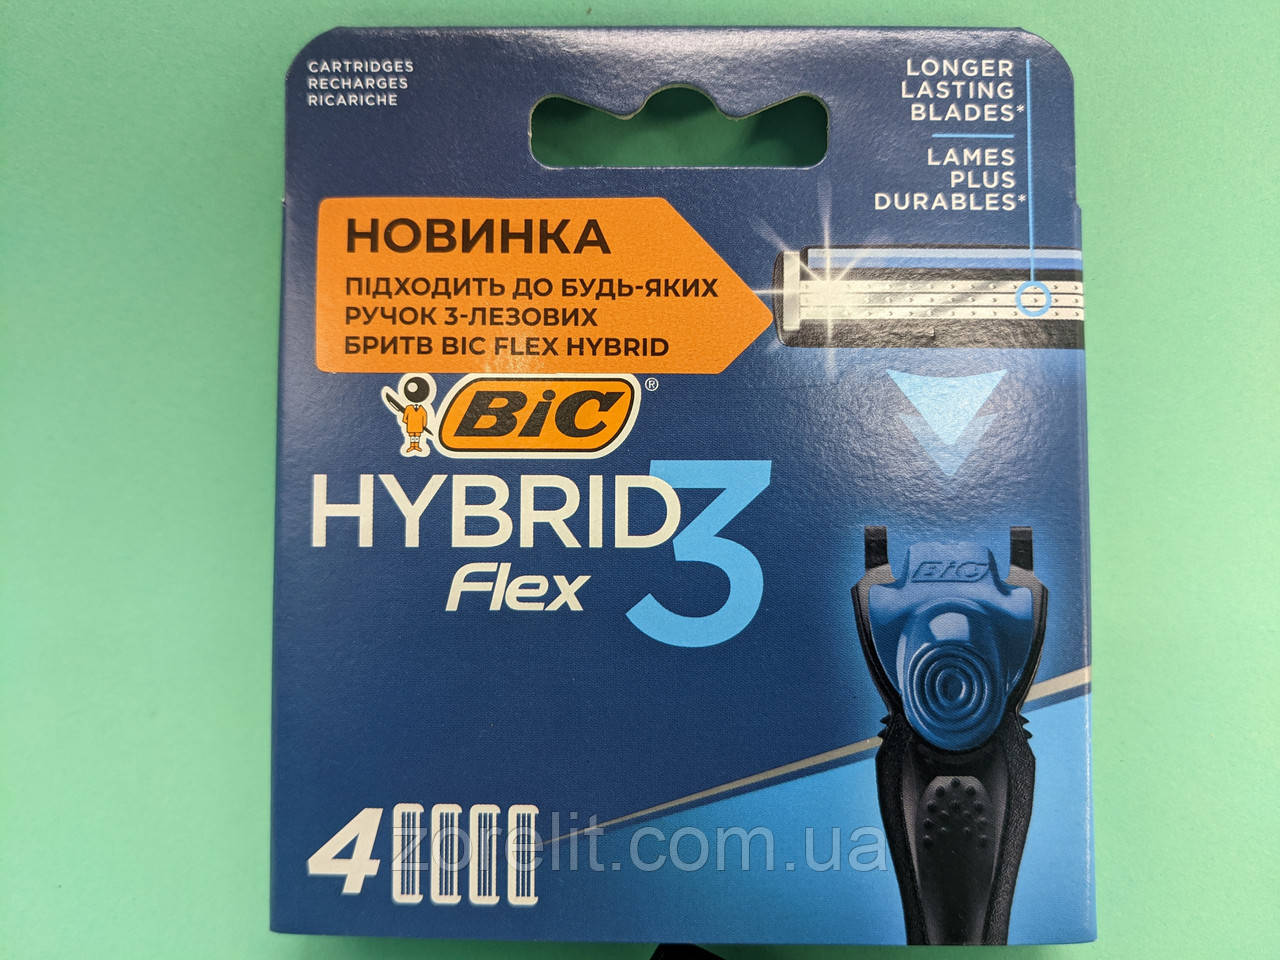 CARTRIDGES
RECHARGES
RICARICHE
LONGER
LASTING
BLADES*
LAMES
PLUS
DURABLES*
НОВИНКА
ПІДХОДИТЬ ДО БУДЬ-ЯКИХ
РУЧОК 3-ЛЕЗОВИХ
БРИТВ BIC FLEX HYBRID
BiC®
HYBRID 3
Flex
BiC
4
zorelit.com.ua